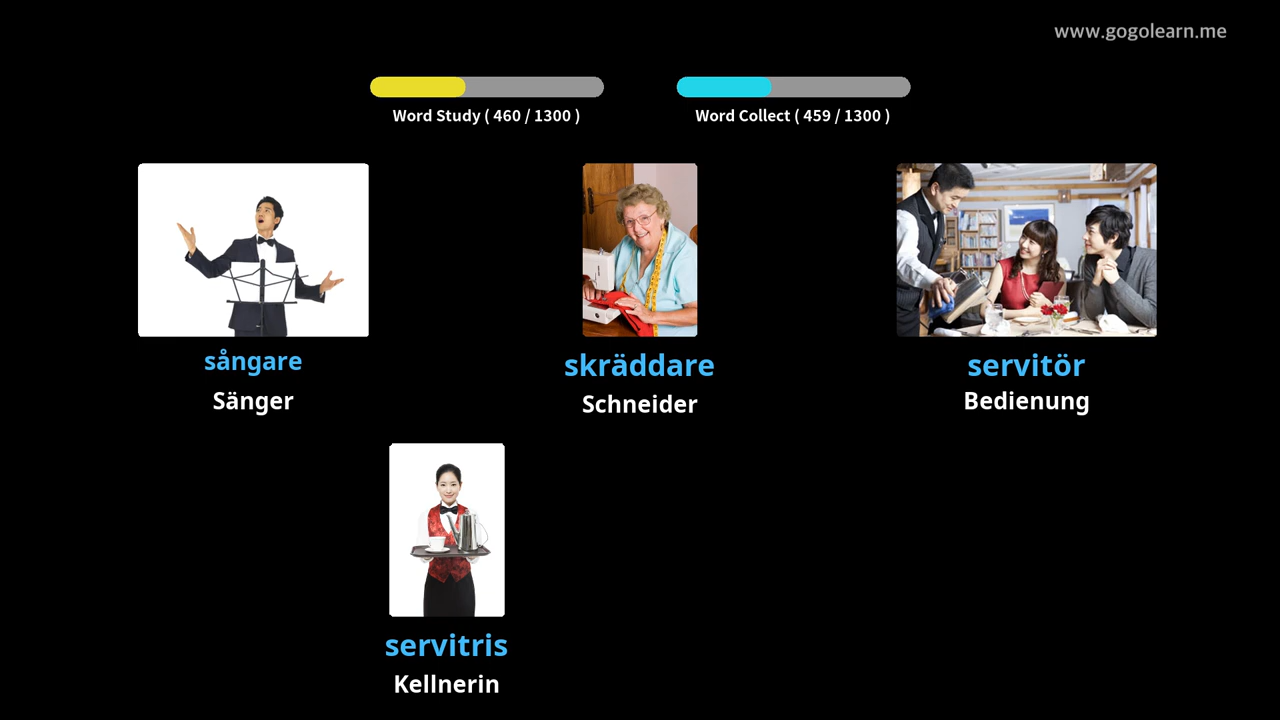 www.gogolearn.me
Word Study ( 460 / 1300 )
Word Collect ( 459 / 1300 )
sångare
Sänger
skräddare
Schneider
servitör
Bedienung
servitris
Kellnerin